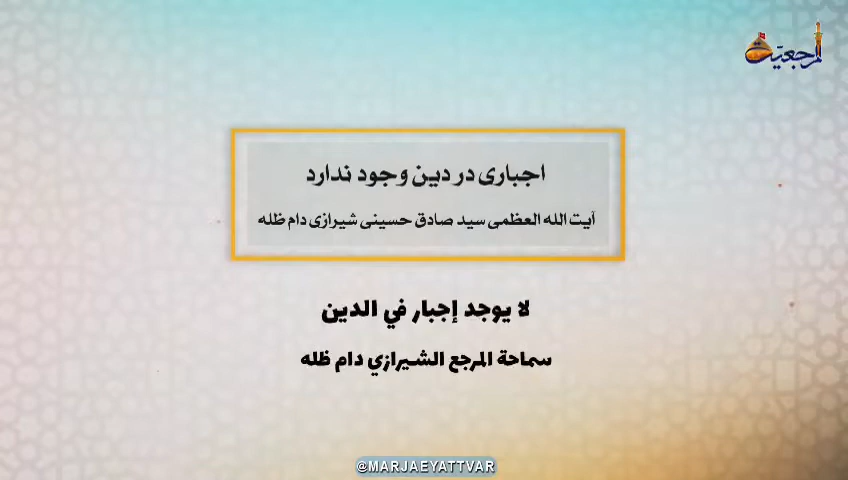 المرجعیّت
اجباری در دین وجود ندارد
آیت الله العظمی سید صادق حسینی شیرازی دام ظله
لا يوجد إجبار في الدين
سماحة المرجع الشيرازي دام ظله
@MARJAEYATTVAR